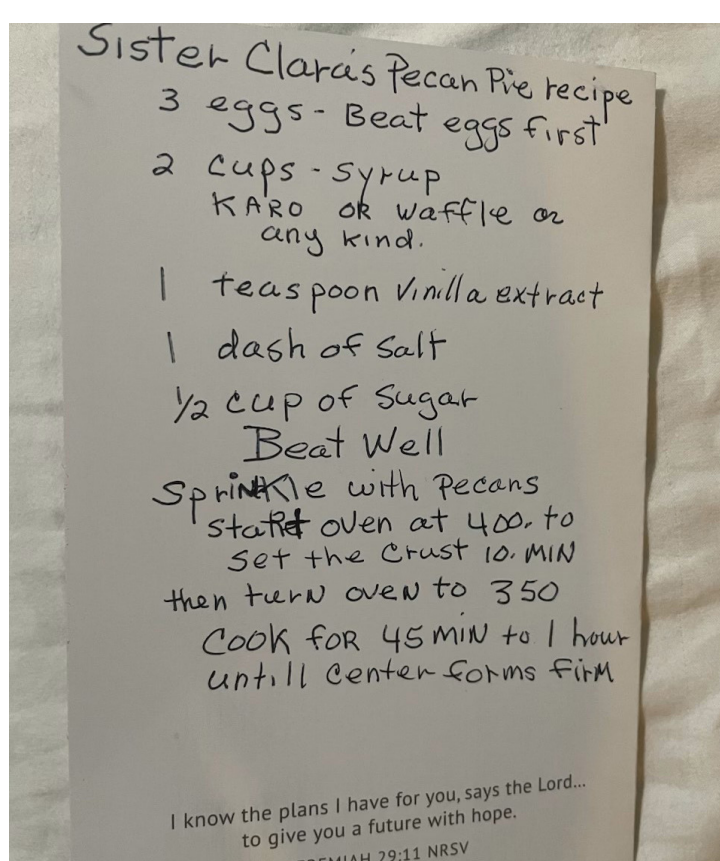 Sister Clara's Pecan Pie recipe
3 eggs - Beat eggs first
2 cups - syrup
KARO OR waffle or
any kind.
1 teaspoon Vinilla extract
1 dash of Salt
1/2 cup of Sugar
Beat Well
Sprinkle with Pecans
start oven at 400. to
set the Crust 10. MIN
then turn oven to 350
Cook for 45 MIN to 1 hour
untill Center forms firm
I know the plans I have for you, says the Lord...
to give you a future with hope.
29:11 NRSV